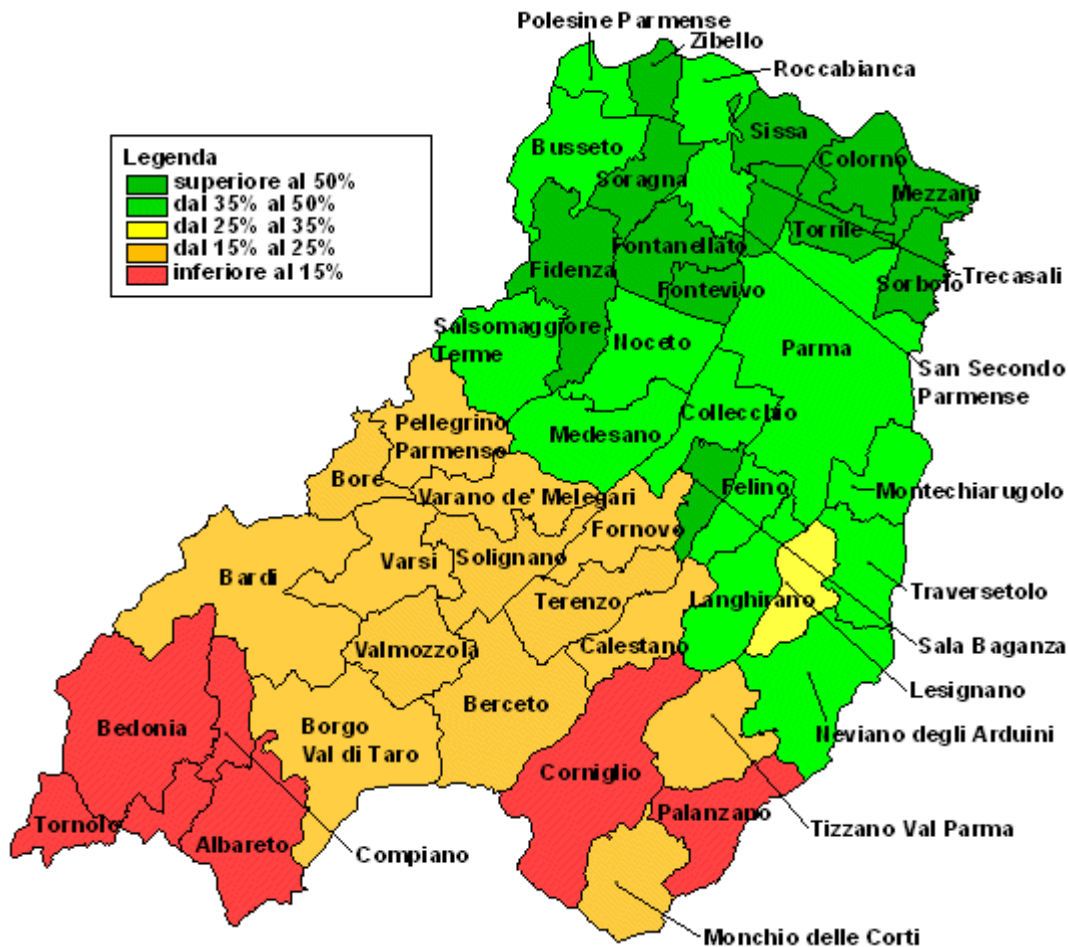 Polesine Parmense
Zibello
Roccabianca
Legenda
superiore al 50%
dal 35% al 50%
dal 25% al 35%
dal 15% al 25%
inferiore al 15%
Busseto
Sissa
Colorno
Soragna
Mezzani
Fontanellato
Torrile
Fidenza
Fontevivo
Sorbolo
Trecasali
Salsomaggiore
Terme
Noceto
Parma
San Secondo
Parmense
Pellegrino
Parmense
Medesano
Collecchio
Bore
Varano de' Melegari
Felino
Montechiarugolo
Fornovo
Bardi
Varsi
Solignano
Terenzo
Langhirano
Traversetolo
Valmozzola
Calestano
Sala Baganza
Lesignano
Berceto
Bedonia
Borgo
Val di Taro
Neviano degli Arduini
Corniglio
Tornolo
Albareto
Compiano
Palanzano
Tizzano Val Parma
Monchio delle Corti